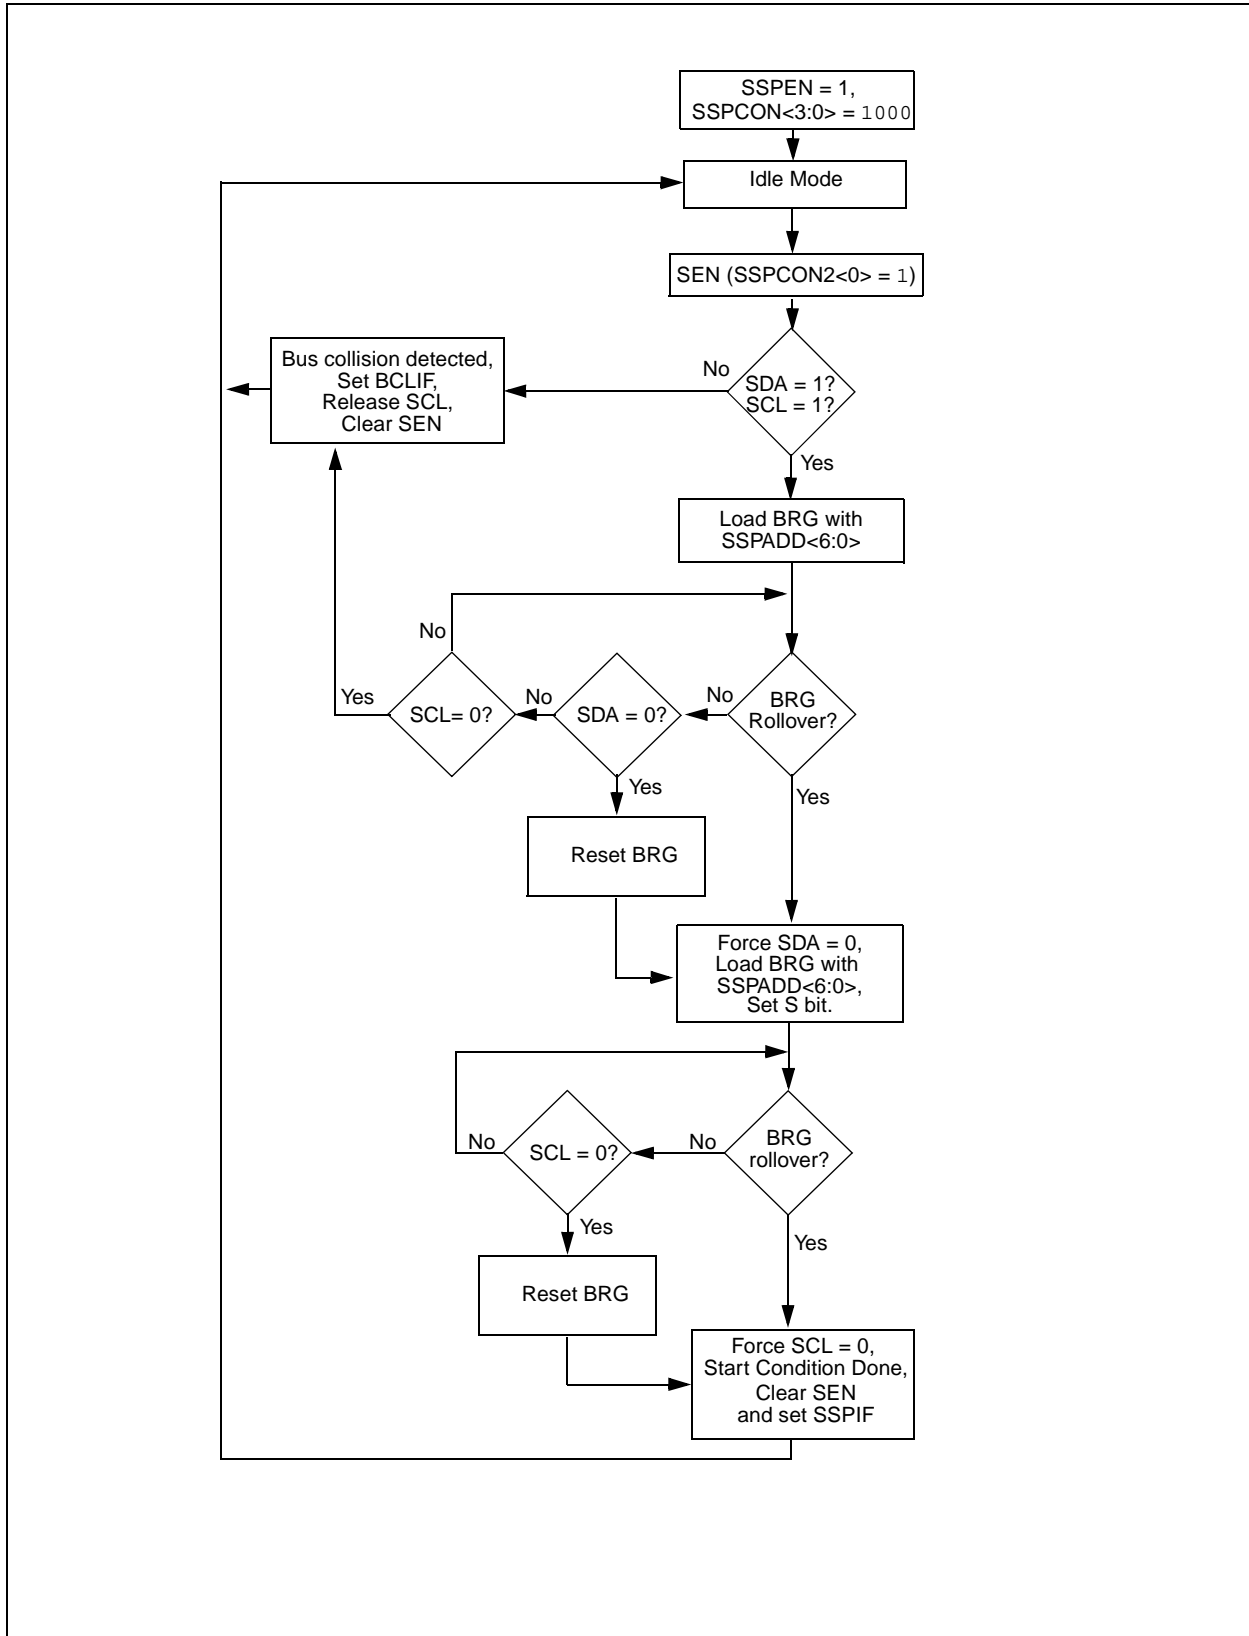 SSPEN = 1,
SSPCON<3:0> = 1000
Idle Mode
SEN (SSPCON2<0> = 1)
Bus collision detected,
Set BCLIF,
Release SCL,
Clear SEN
No
SDA = 1?
SCL = 1?
Yes
Load BRG with
SSPADD<6:0>
No
Yes
SCL= 0?
No
SDA = 0?
No
BRG
Rollover?
Yes
Yes
Reset BRG
Force SDA = 0,
Load BRG with
SSPADD<6:0>,
Set S bit.
No
SCL = 0?
No
BRG
rollover?
Yes
Yes
Reset BRG
Force SCL = 0,
Start Condition Done,
Clear SEN
and set SSPIF